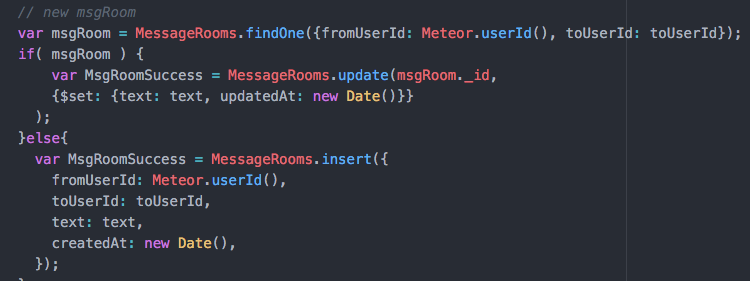 // new msgRoom
var msgRoom = MessageRooms.findOne({fromUserId: Meteor.userId(), toUserId: toUserId});
if( msgRoom ) {
    var MsgRoomSuccess = MessageRooms.update(msgRoom._id,
    {$set: {text: text, updatedAt: new Date()}}
  );
}else{
  var MsgRoomSuccess = MessageRooms.insert({
    fromUserId: Meteor.userId(),
    toUserId: toUserId,
    text: text,
    createdAt: new Date(),
  });